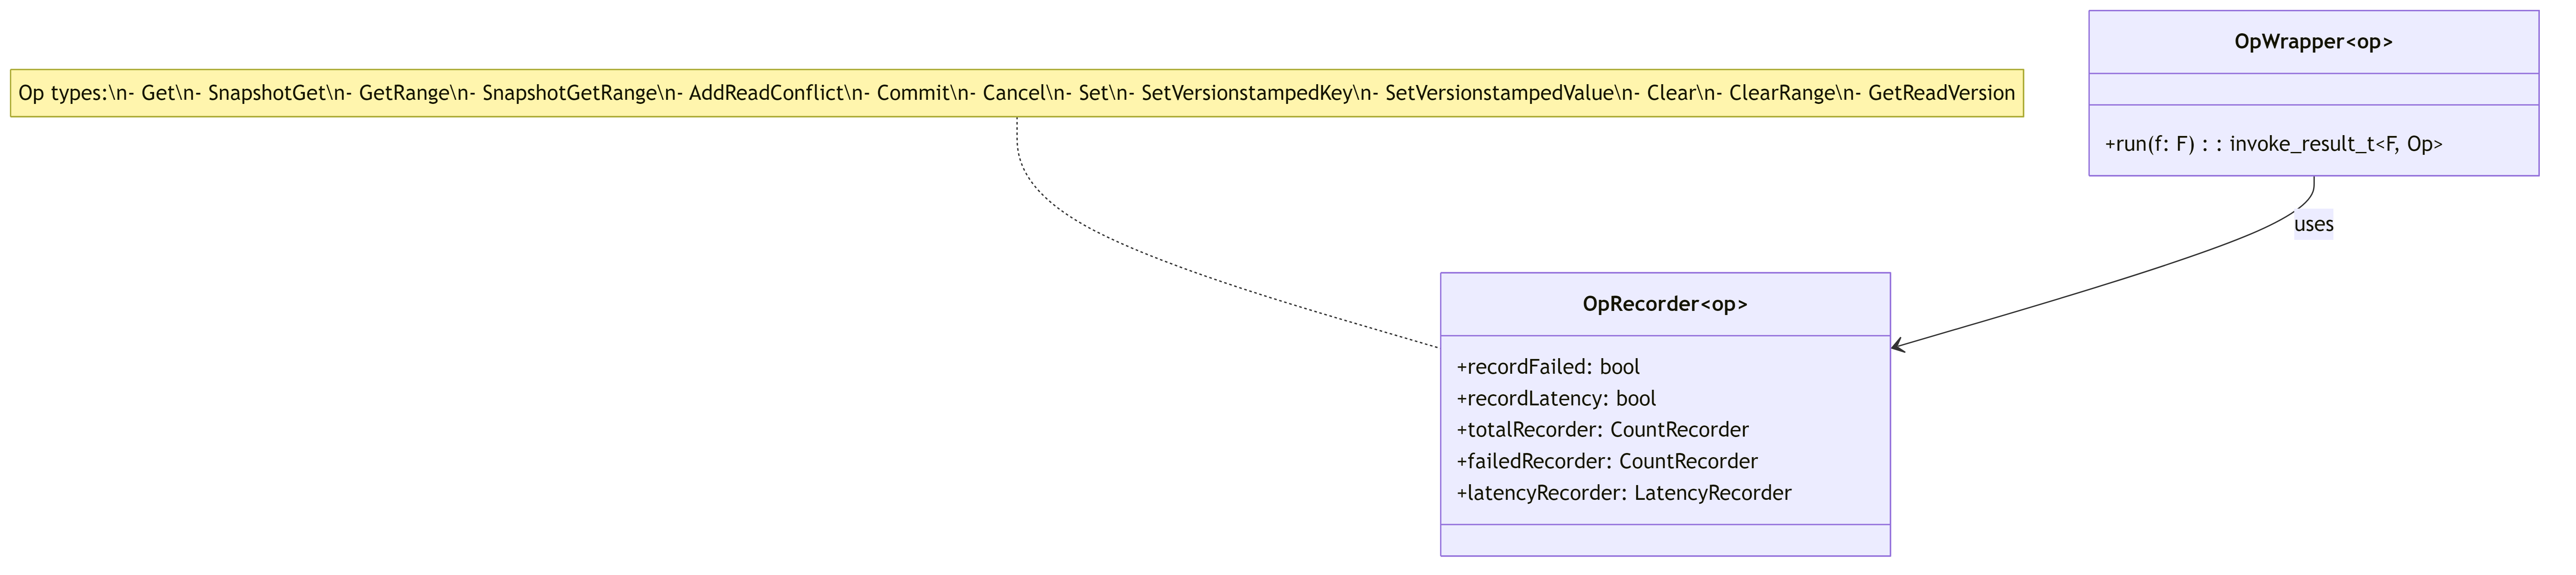 OpWrapper<op>
Op types:\n- Get\n- SnapshotGet\n- GetRange\n- SnapshotGetRange\n- AddReadConflict\n- Commit\n- Cancel\n- Set\n- SetVersionstampedKey\n- SetVersionstampedValue\n- Clear\n- ClearRange\n- GetReadVersion
+run(f: F) : : invoke_result_t<F, Op>
uses
OpRecorder<op>
+recordFailed: bool
+recordLatency: bool
+totalRecorder: CountRecorder
+failedRecorder: CountRecorder
+latencyRecorder: LatencyRecorder